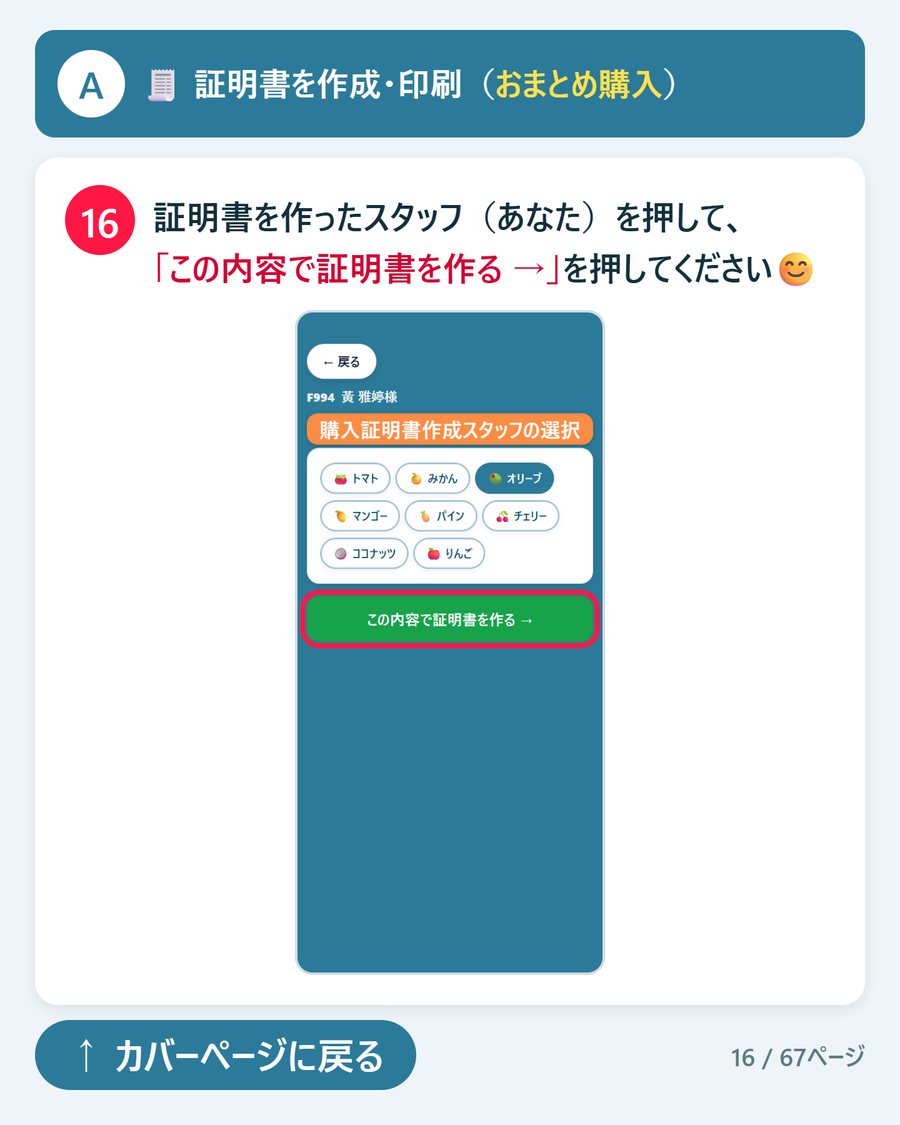 A 🧾 証明書を作成・印刷（おまとめ購入）
16 証明書を作ったスタッフ（あなた）を押して、
「この内容で証明書を作る →」を押してください😊
← 戻る
F994 黃 雅婷様
購入証明書作成スタッフの選択
🍅 トマト 🍊 みかん 🫒 オリーブ
🥭 マンゴー 🍍 パイン 🍒 チェリー
🥥 ココナッツ 🍎 りんご
この内容で証明書を作る →
↑ カバーページに戻る
16 / 67ページ